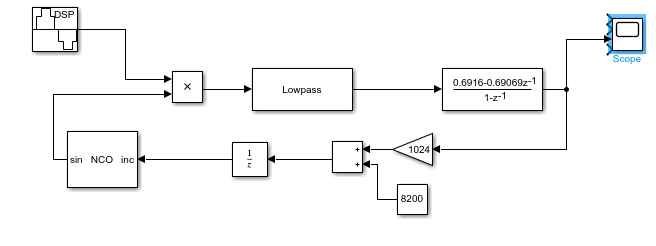 DSP
×
Lowpass
0.6916-0.69069z-1
1-z-1
Scope
sin NCO inc
1
z
+
+
1024
8200